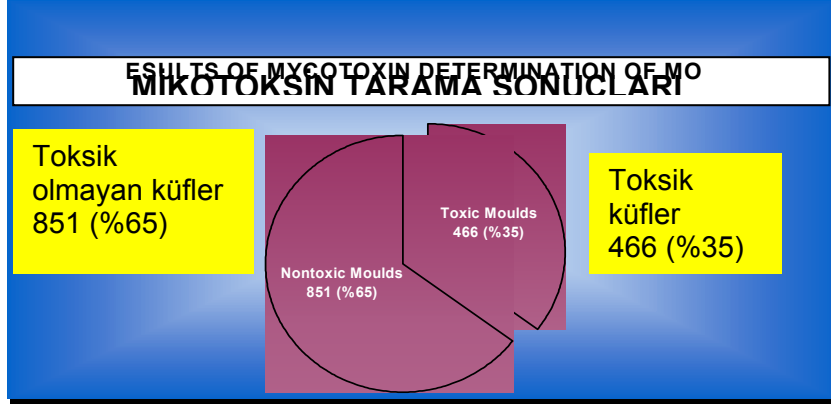 ESULTS OF MYCOTOXIN DETERMINATION OF MO
MİKOTOKSİN TARAMA SONUÇLARI
Toksik
olmayan küfler
851 (%65)
Toxic Moulds
466 (%35)
Nontoxic Moulds
851 (%65)
Toksik
küfler
466 (%35)